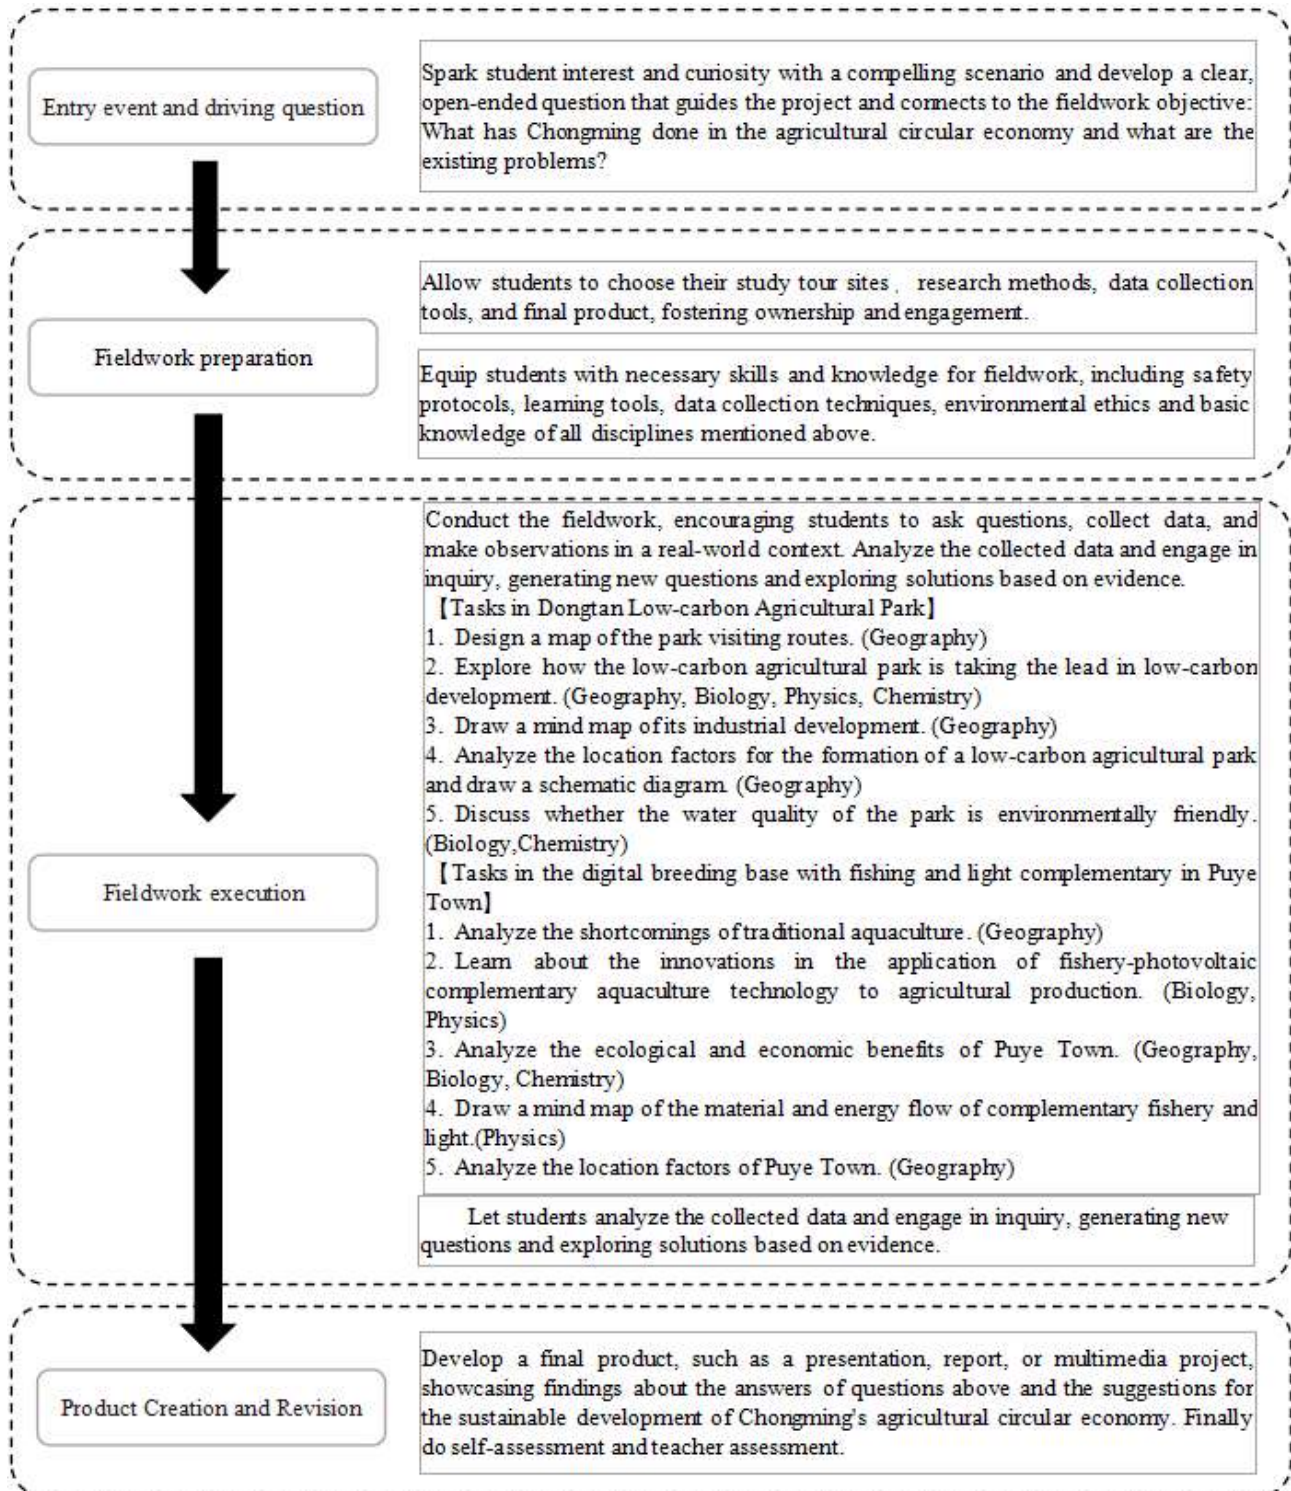 Entry event and driving question
Spark student interest and curiosity with a compelling scenario and develop a clear,
open-ended question that guides the project and connects to the fieldwork objective:
What has Chongming done in the agricultural circular economy and what are the
existing problems?
Fieldwork preparation
Allow students to choose their study tour sites、research methods, data collection
tools, and final product, fostering ownership and engagement.
Equip students with necessary skills and knowledge for fieldwork, including safety
protocols, learning tools, data collection techniques, environmental ethics and basic
knowledge of all disciplines mentioned above.
Fieldwork execution
Conduct the fieldwork, encouraging students to ask questions, collect data, and
make observations in a real-world context. Analyze the collected data and engage in
inquiry, generating new questions and exploring solutions based on evidence.
【Tasks in Dongtan Low-carbon Agricultural Park】
1. Design a map of the park visiting routes. (Geography)
2. Explore how the low-carbon agricultural park is taking the lead in low-carbon
development. (Geography, Biology, Physics, Chemistry)
3. Draw a mind map of its industrial development. (Geography)
4. Analyze the location factors for the formation of a low-carbon agricultural park
and draw a schematic diagram. (Geography)
5. Discuss whether the water quality of the park is environmentally friendly.
(Biology,Chemistry)
【Tasks in the digital breeding base with fishing and light complementary in Puye
Town】
1. Analyze the shortcomings of traditional aquaculture. (Geography)
2. Learn about the innovations in the application of fishery-photovoltaic
complementary aquaculture technology to agricultural production. (Biology,
Physics)
3. Analyze the ecological and economic benefits of Puye Town. (Geography,
Biology, Chemistry)
4. Draw a mind map of the material and energy flow of complementary fishery and
light.(Physics)
5. Analyze the location factors of Puye Town. (Geography)
Let students analyze the collected data and engage in inquiry, generating new
questions and exploring solutions based on evidence.
Product Creation and Revision
Develop a final product, such as a presentation, report, or multimedia project,
showcasing findings about the answers of questions above and the suggestions for
the sustainable development of Chongming's agricultural circular economy. Finally
do self-assessment and teacher assessment.